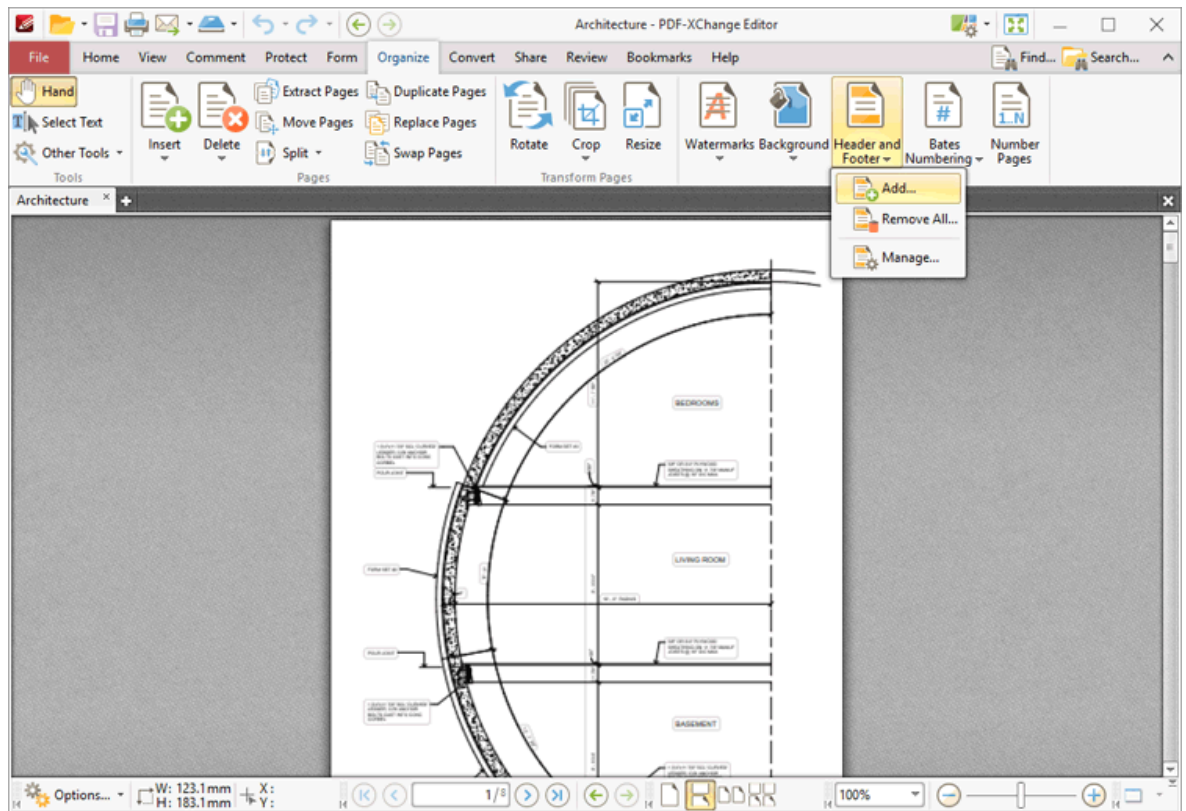 Architecture - PDF-XChange Editor
File Home View Comment Protect Form Organize Convert Share Review Bookmarks Help Find... Search...
Hand
Select Text
Other Tools
Tools
Insert
Delete
Extract Pages
Move Pages
Split
Duplicate Pages
Replace Pages
Swap Pages
Pages
Rotate
Crop
Resize
Transform Pages
Watermarks
Background
Header and
Footer
Bates
Numbering
1..N
Number
Pages
Add...
Remove All...
Manage...
Architecture
BEDROOMS
LIVING ROOM
BASEMENT
Options...
W: 123.1mm
H: 183.1mm
X:
Y:
1/8
100%